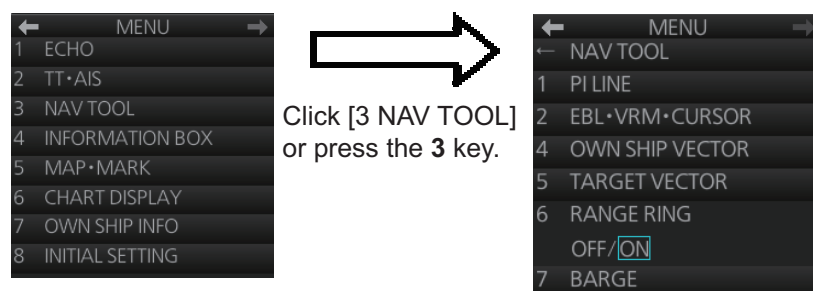 ← MENU →
1 ECHO
2 TT•AIS
3 NAV TOOL
4 INFORMATION BOX
5 MAP•MARK
6 CHART DISPLAY
7 OWN SHIP INFO
8 INITIAL SETTING
Click [3 NAV TOOL]
or press the 3 key.
← MENU →
← NAV TOOL
1 PI LINE
2 EBL•VRM•CURSOR
4 OWN SHIP VECTOR
5 TARGET VECTOR
6 RANGE RING
OFF/ON
7 BARGE